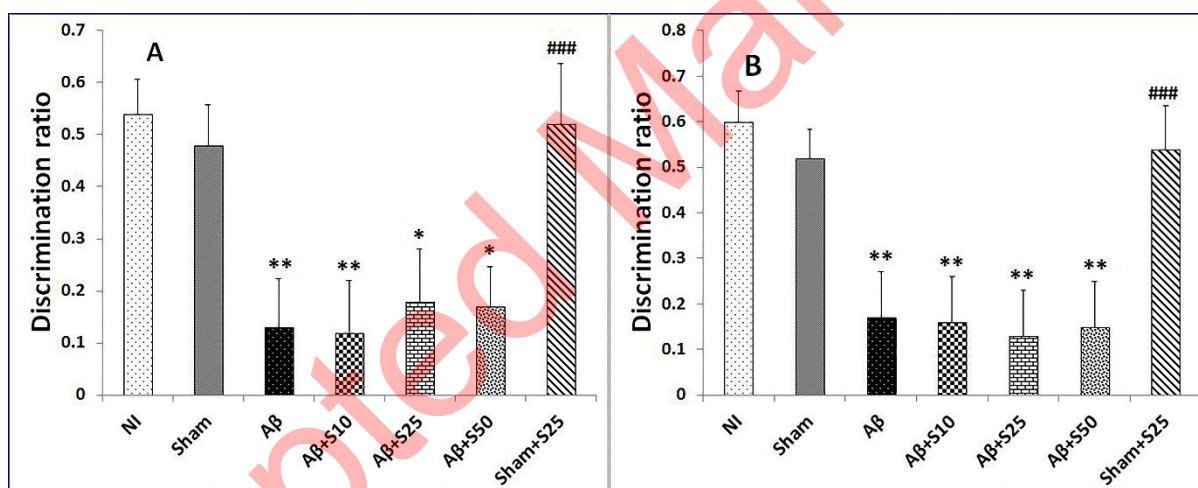 A
Discrimination ratio
0.7
0.6
0.5
0.4
0.3
0.2
0.1
0
**
**
*
*
###
NI
Sham
Aβ
Aβ+S10
Aβ+S25
Aβ+S50
Sham+S25
B
Discrimination ratio
0.8
0.7
0.6
0.5
0.4
0.3
0.2
0.1
0
**
**
**
**
###
NI
Sham
Aβ
Aβ+S10
Aβ+S25
Aβ+S50
Sham+S25
pted Ma